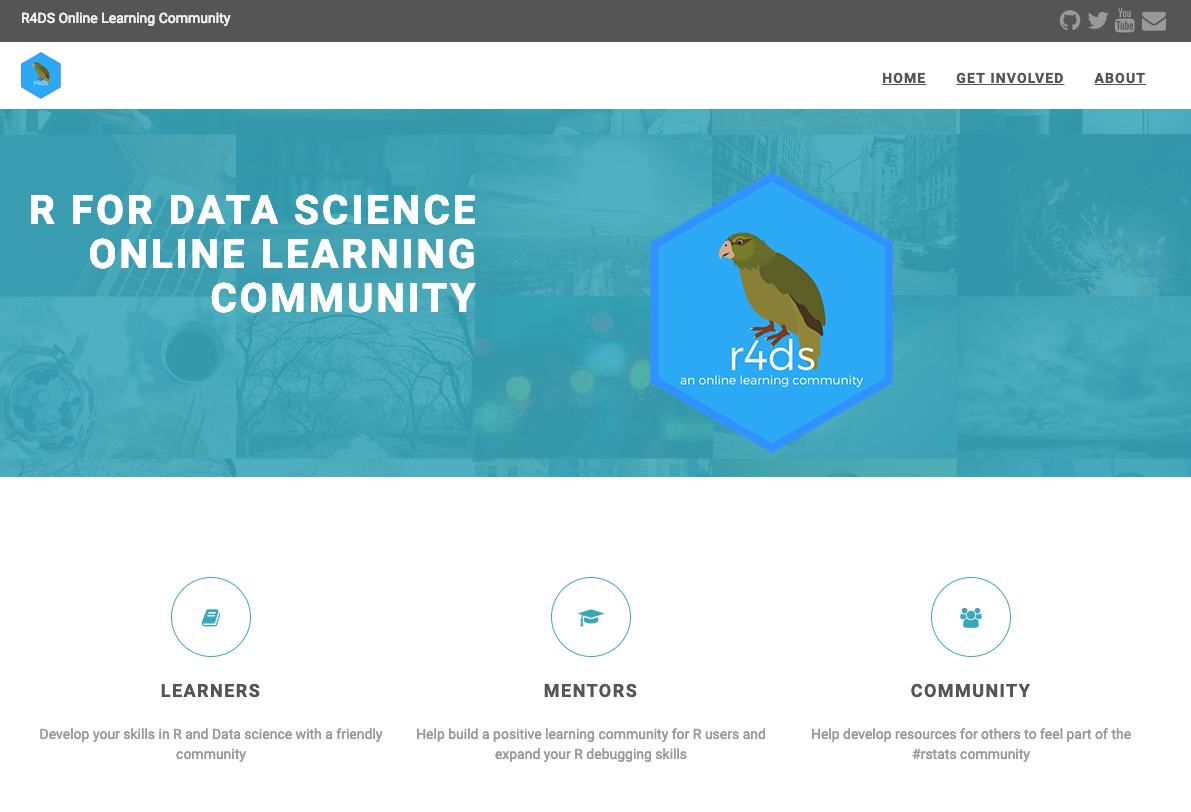 R4DS Online Learning Community
You
Tube
r4ds
HOME GET INVOLVED ABOUT
R FOR DATA SCIENCE
ONLINE LEARNING
COMMUNITY
r4ds
an online learning community
LEARNERS
Develop your skills in R and Data science with a friendly
community
MENTORS
Help build a positive learning community for R users and
expand your R debugging skills
COMMUNITY
Help develop resources for others to feel part of the
#rstats community